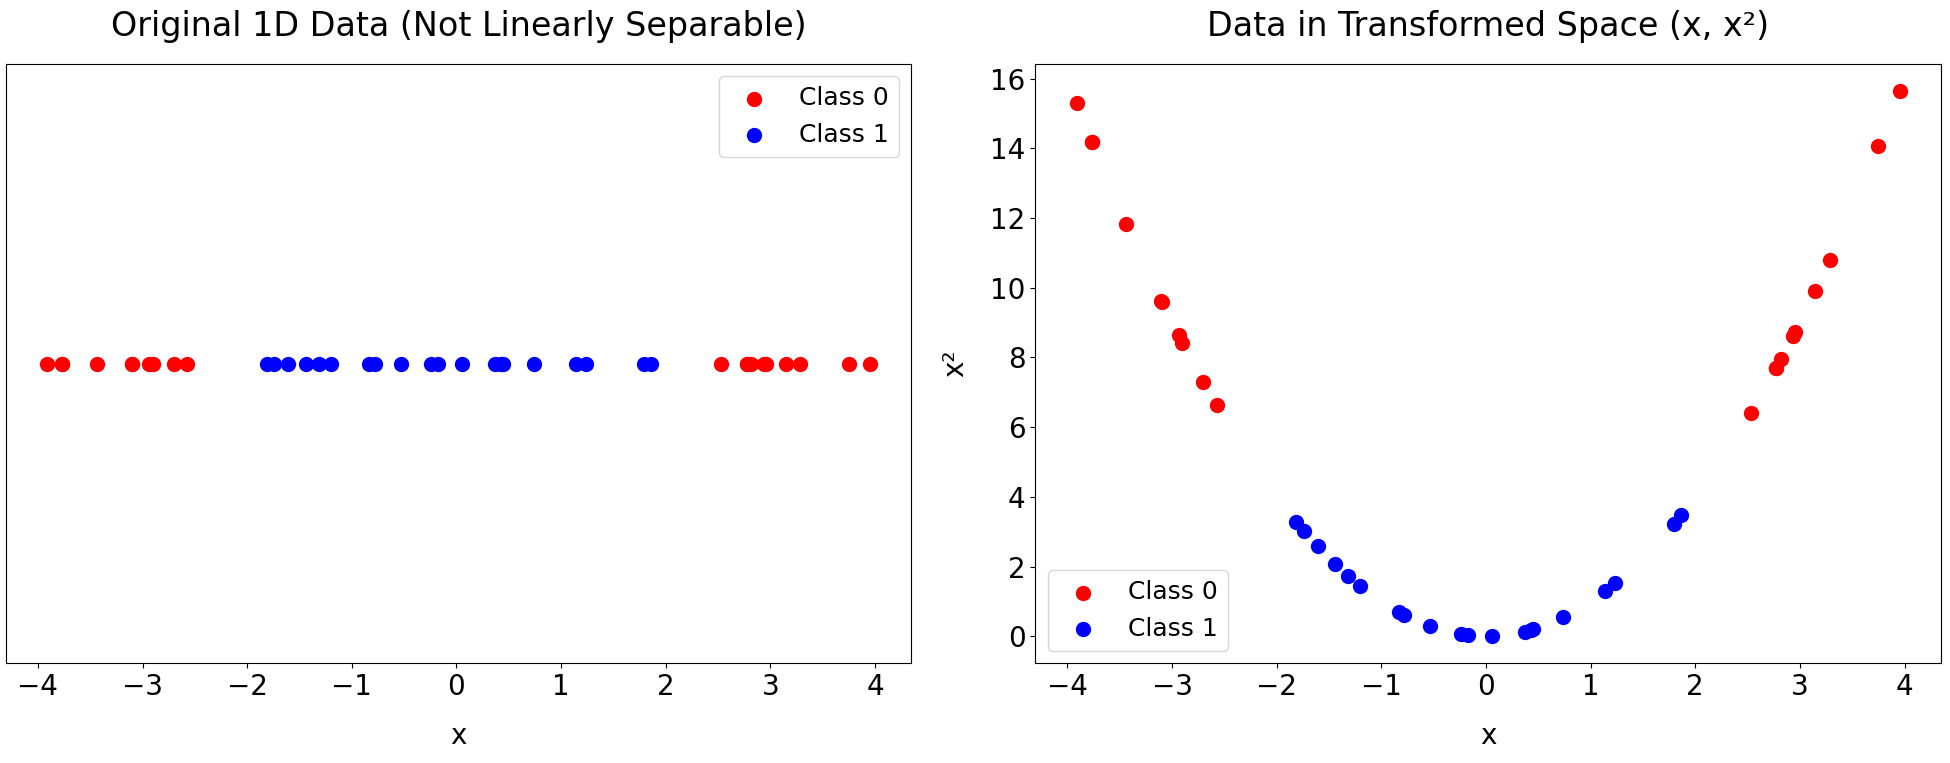 Original 1D Data (Not Linearly Separable)
Class 0
Class 1
−4 −3 −2 −1 0 1 2 3 4
x
Data in Transformed Space (x, x²)
16
14
12
10
8
6
4
2
0
x²
Class 0
Class 1
−4 −3 −2 −1 0 1 2 3 4
x